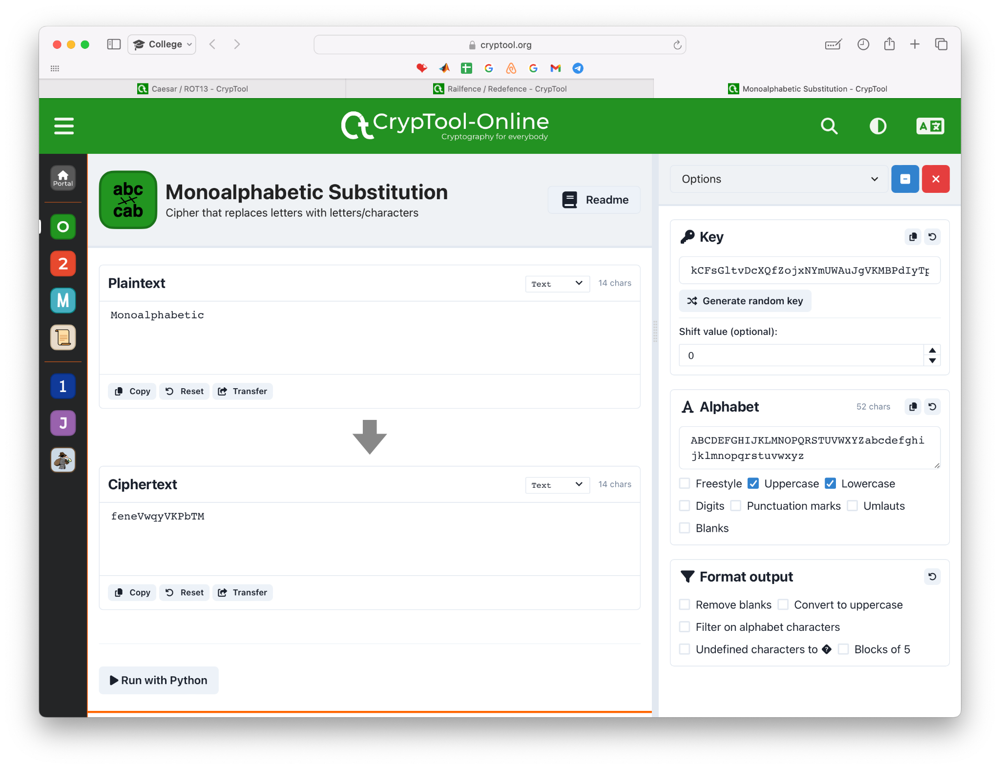 College
cryptool.org
Caesar / ROT13 - CrypTool
Railfence / Redefence - CrypTool
Monoalphabetic Substitution - CrypTool
CrypTool-Online
Cryptography for everybody
A
Portal
O
2
M
1
J
abc
cab
Monoalphabetic Substitution
Cipher that replaces letters with letters/characters
Readme
Plaintext
Text
14 chars
Monoalphabetic
Copy
Reset
Transfer
Ciphertext
Text
14 chars
feneVwqyVKPbTM
Copy
Reset
Transfer
Run with Python
Options
Key
kCFsGltvDcXQfZojxNYmUWAuJgVKMBPdIyTp
Generate random key
Shift value (optional):
0
Alphabet
52 chars
ABCDEFGHIJKLMNOPQRSTUVWXYZabcdefghi
jklmnopqrstuvwxyz
Freestyle Uppercase Lowercase
Digits Punctuation marks Umlauts
Blanks
Format output
Remove blanks Convert to uppercase
Filter on alphabet characters
Undefined characters to ? Blocks of 5